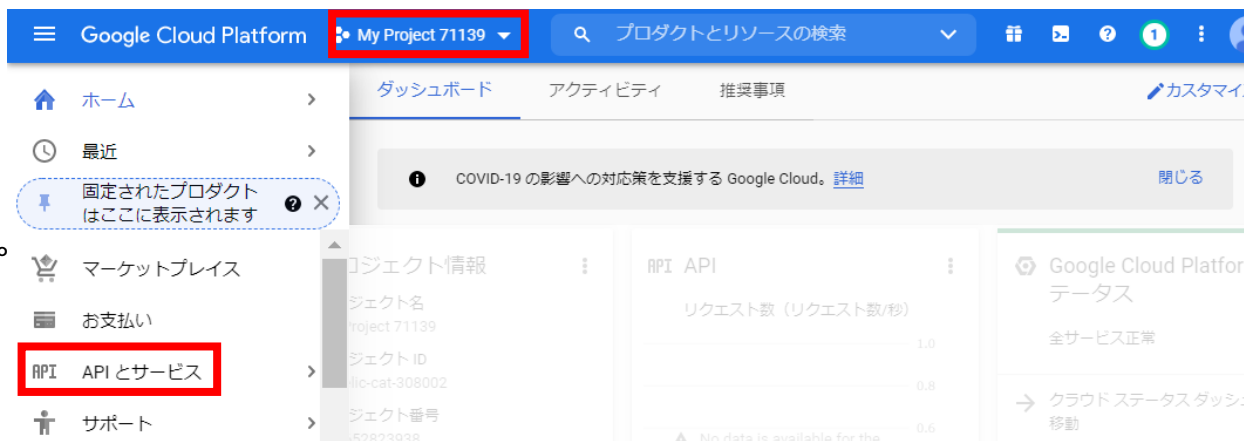 Google Cloud Platform
My Project 71139
プロダクトとリソースの検索
1
ホーム
最近
固定されたプロダクト
はここに表示されます
マーケットプレイス
お支払い
API
API とサービス
サポート
ダッシュボード
アクティビティ
推奨事項
カスタマイ
COVID-19 の影響への対応策を支援する Google Cloud。詳細
閉じる
ロジェクト情報
ジェクト名
roject 71139
ジェクト ID
lic-cat-308002
ジェクト番号
52823938
API
API
リクエスト数（リクエスト数/秒）
1.0
0.8
0.6
No data is available for the
Google Cloud Platfor
テータス
全サービス正常
クラウド ステータス ダッシュ
移動